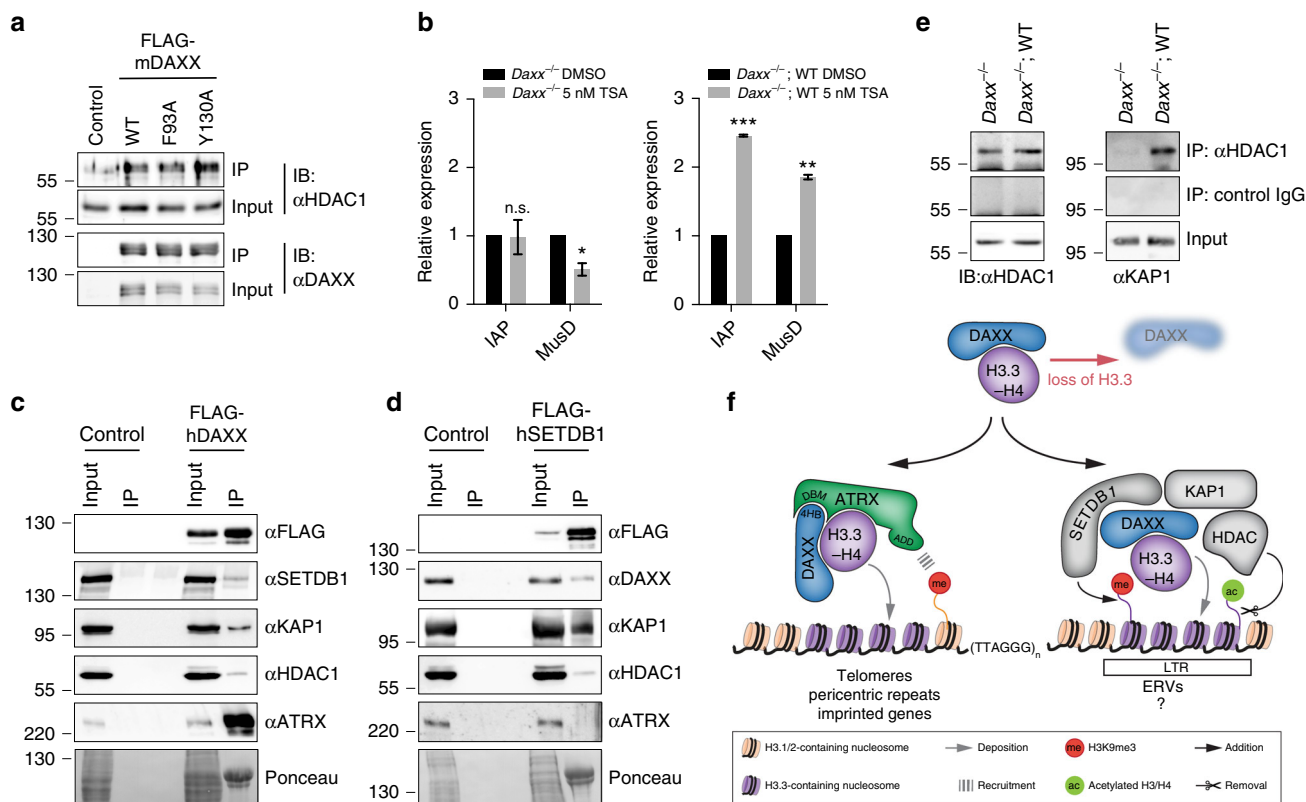 a
FLAG-
mDAXX
Control
WT
F93A
Y130A
IP
55
Input
55
IB:
αHDAC1
130
IP
130
Input
IB:
αDAXX
b
Daxx−/− DMSO
Daxx−/− 5 nM TSA
Relative expression
3
2
1
0
n.s.
*
IAP
MusD
Daxx−/−; WT DMSO
Daxx−/−; WT 5 nM TSA
Relative expression
3
2
1
0
***
**
IAP
MusD
e
Daxx−/−
Daxx−/−; WT
Daxx−/−
Daxx−/−; WT
55
95
IP: αHDAC1
55
95
IP: control IgG
55
95
Input
IB:αHDAC1
αKAP1
c
Control
FLAG-
hDAXX
Input
IP
Input
IP
130
αFLAG
αSETDB1
130
αKAP1
95
αHDAC1
55
αATRX
220
130
Ponceau
d
Control
FLAG-
hSETDB1
Input
IP
Input
IP
αFLAG
130
130
αDAXX
αKAP1
95
αHDAC1
55
αATRX
220
Ponceau
130
f
DAXX
H3.3
–H4
loss of H3.3
DAXX
DBM
ATRX
4HB
DAXX
H3.3
–H4
ADD
me
(TTAGGG)n
Telomeres
pericentric repeats
imprinted genes
SETDB1
KAP1
DAXX
HDAC
H3.3
–H4
me
ac
LTR
ERVs
?
H3.1/2-containing nucleosome
Deposition
me H3K9me3
Addition
H3.3-containing nucleosome
Recruitment
ac Acetylated H3/H4
Removal